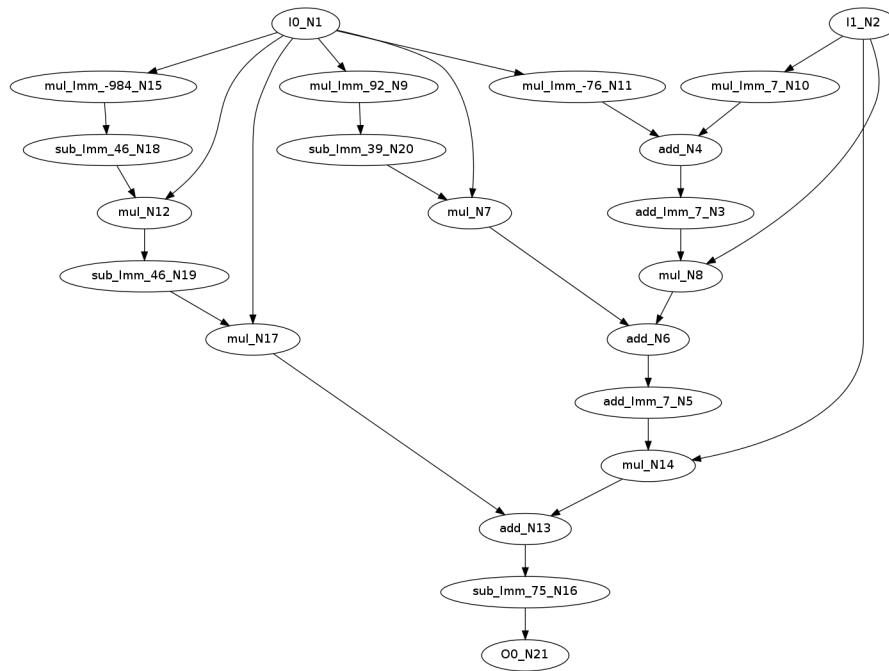 I0_N1
I1_N2
mul_Imm_-984_N15
mul_Imm_92_N9
mul_Imm_-76_N11
mul_Imm_7_N10
sub_Imm_46_N18
sub_Imm_39_N20
add_N4
mul_N12
mul_N7
add_Imm_7_N3
sub_Imm_46_N19
mul_N8
mul_N17
add_N6
add_Imm_7_N5
mul_N14
add_N13
sub_Imm_75_N16
O0_N21